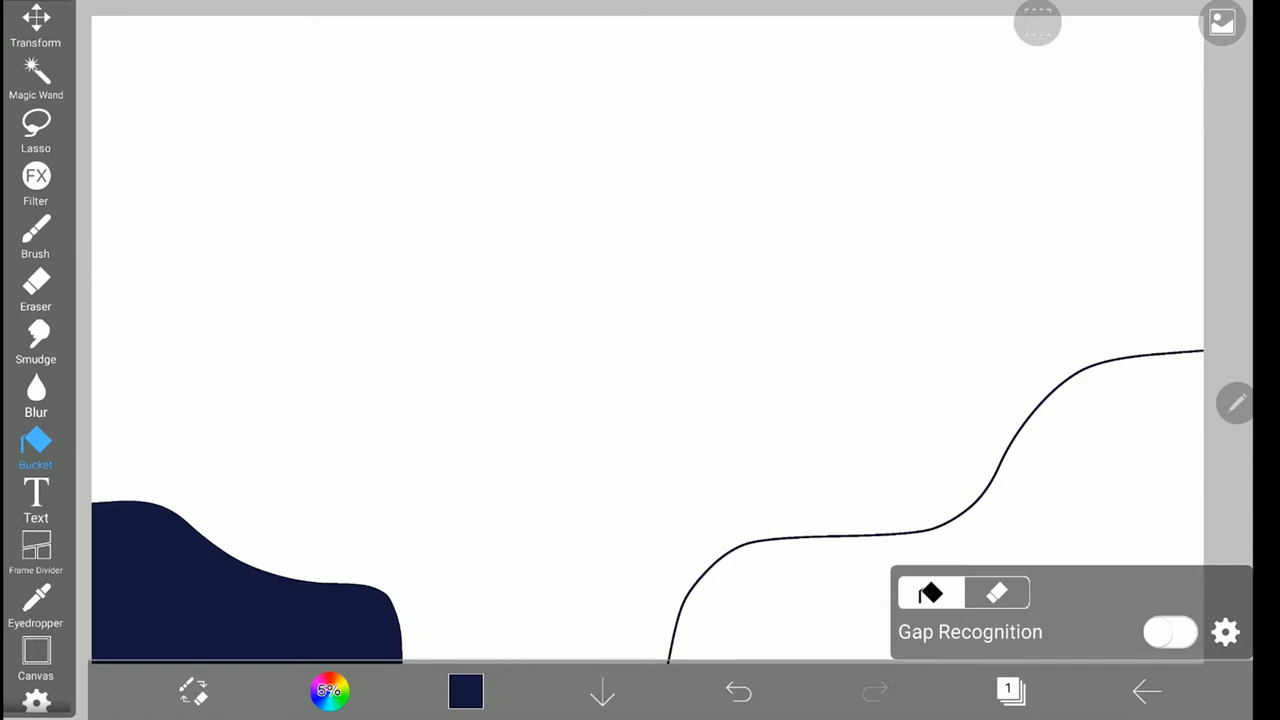 Transform
Magic Wand
Lasso
FX
Filter
Brush
Eraser
Smudge
Blur
Bucket
T
Text
Frame Divider
Eyedropper
Canvas
Gap Recognition
5%
1